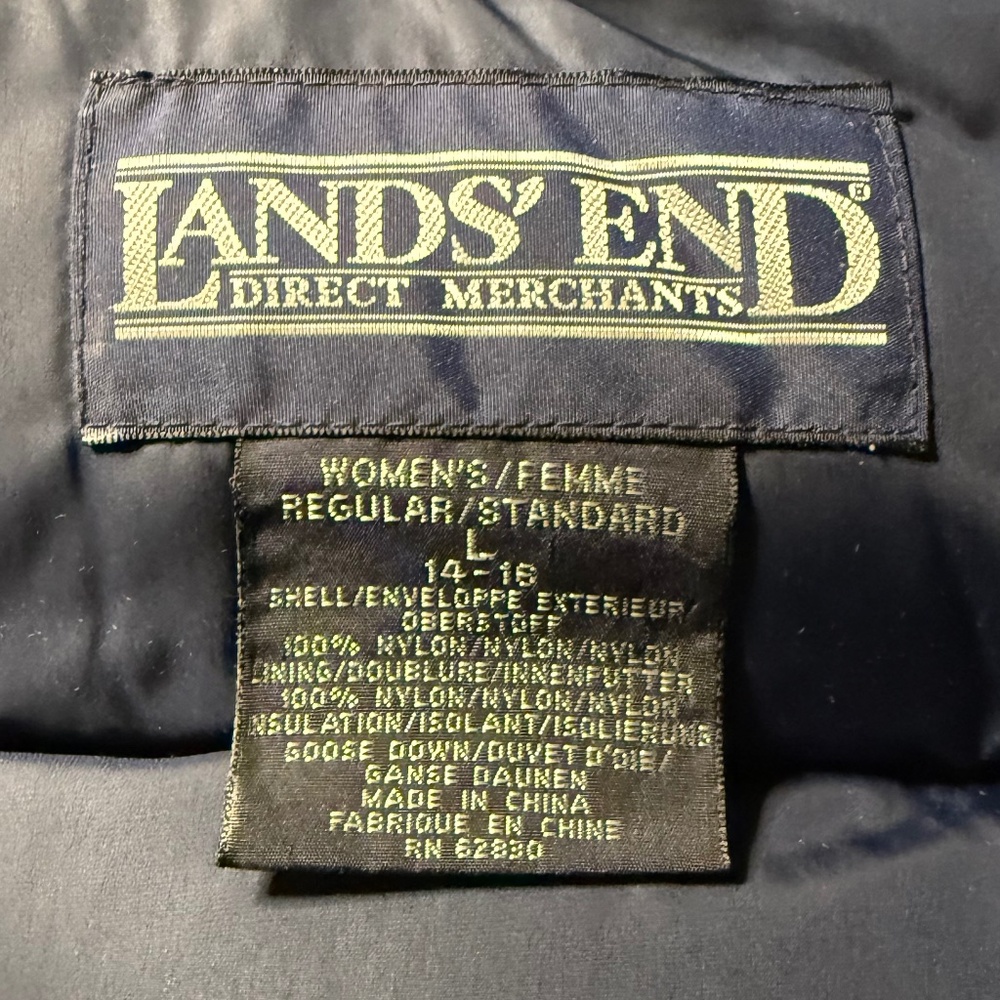 LANDS' END®
DIRECT MERCHANTS
WOMEN'S/FEMME
REGULAR/STANDARD
L
14-16
SHELL/ENVELOPPE EXTERIEUR/
OBERSTOFF
100% NYLON/NYLON/NYLON
LINING/DOUBLURE/INNENFUTTER
100% NYLON/NYLON/NYLON
INSULATION/ISOLANT/ISOLIERUNG
GOOSE DOWN/DUVET D'OIE/
GANSE DAUNEN
MADE IN CHINA
FABRIQUE EN CHINE
RN 62830